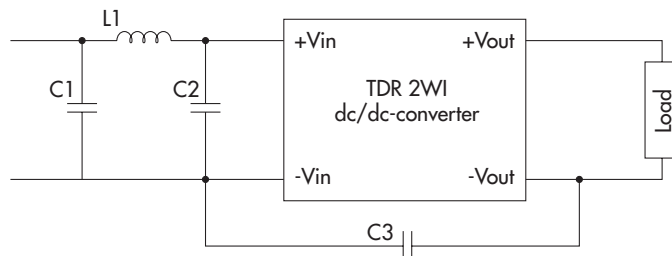 L1
+Vin
+Vout
C1
C2
TDR 2WI
dc/dc-converter
Load
-Vin
-Vout
C3